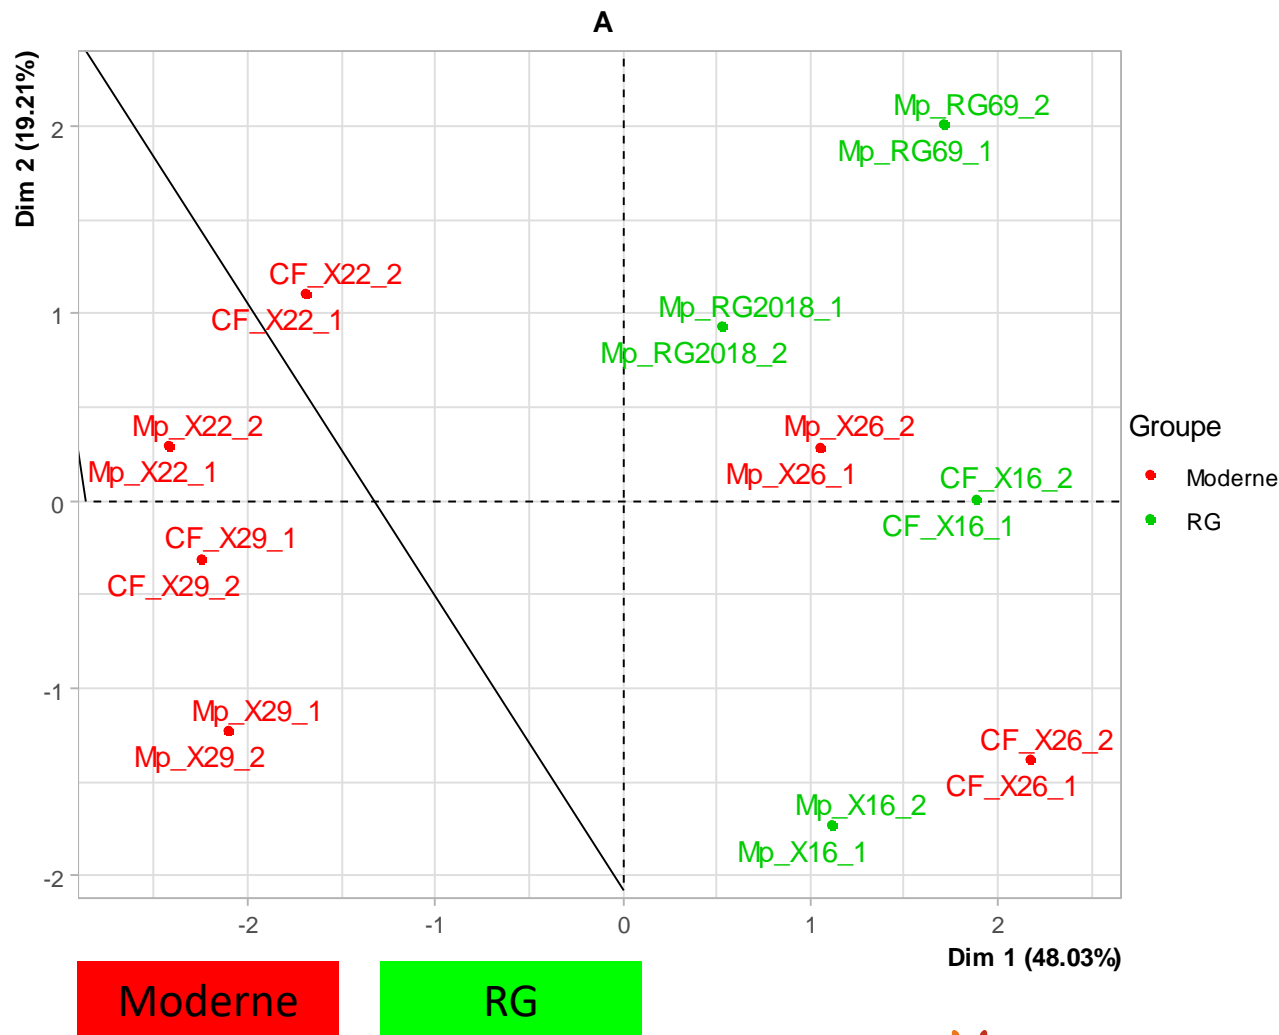 A
Dim 2 (19.21%)
2
1
0
-1
-2
Mp_RG69_2
Mp_RG69_1
CF_X22_2
CF_X22_1
Mp_RG2018_1
Mp_RG2018_2
Mp_X22_2
Mp_X22_1
Mp_X26_2
Mp_X26_1
CF_X16_2
CF_X16_1
CF_X29_1
CF_X29_2
Mp_X29_1
Mp_X29_2
CF_X26_2
CF_X26_1
Mp_X16_2
Mp_X16_1
Groupe
Moderne
RG
-2
-1
0
1
2
Dim 1 (48.03%)
Moderne
RG